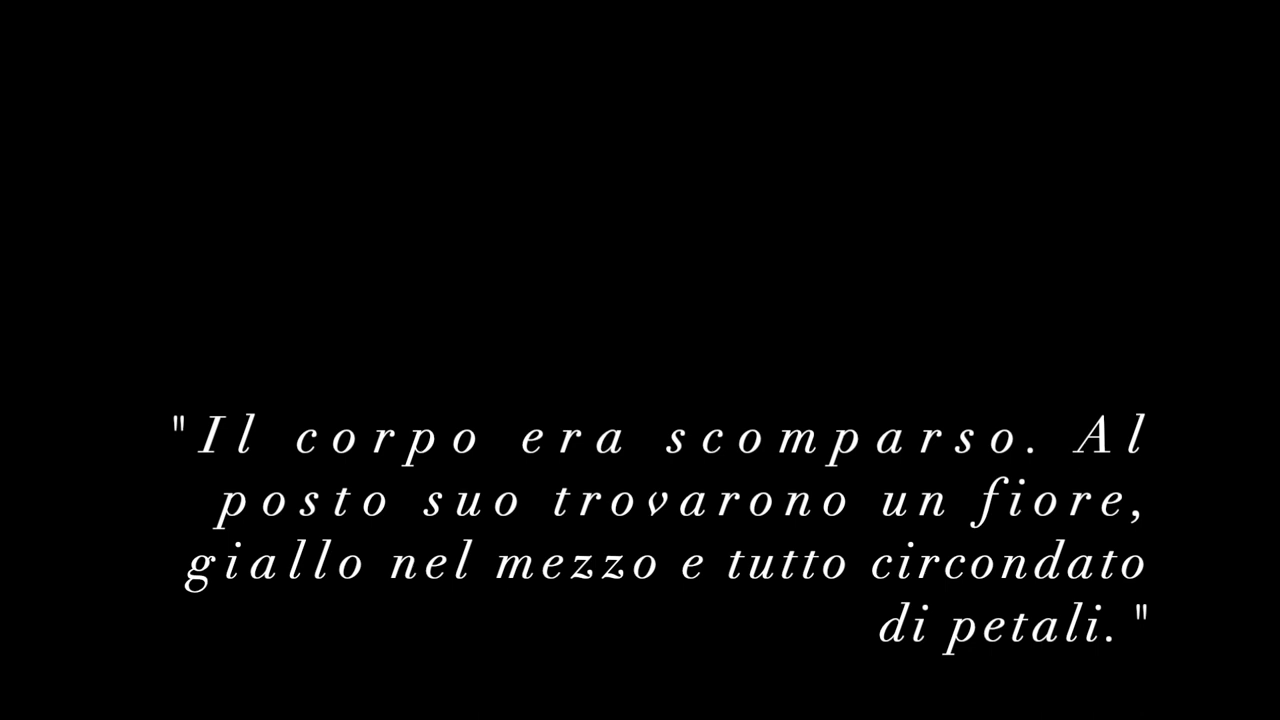 "Il corpo era scomparso. Al
posto suo trovarono un fiore,
giallo nel mezzo e tutto circondato
di petali."